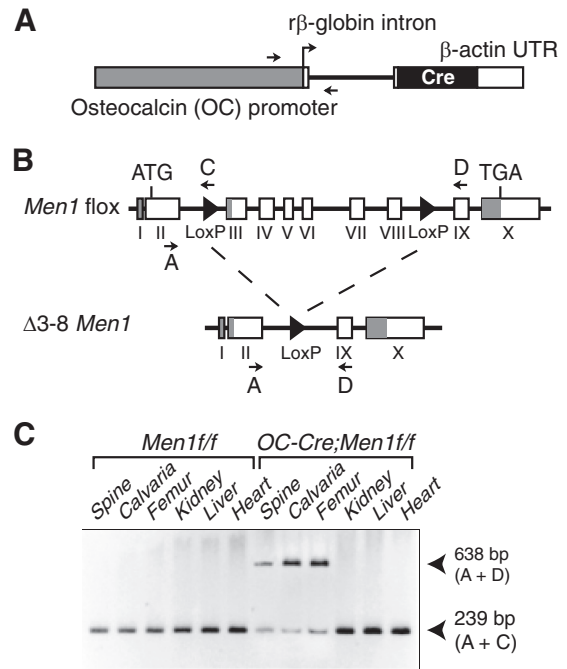 A
rβ-globin intron
β-actin UTR
Cre
Osteocalcin (OC) promoter
B
ATG C D TGA
Men1 flox
I II LoxP III IV V VI VII VIII LoxP IX X
A
Δ3-8 Men1
I II LoxP IX X
A D
C
Men1f/f OC-Cre;Men1f/f
Spine Calvaria Femur Kidney Liver Heart Spine Calvaria Femur Kidney Liver Heart
638 bp
(A + D)
239 bp
(A + C)